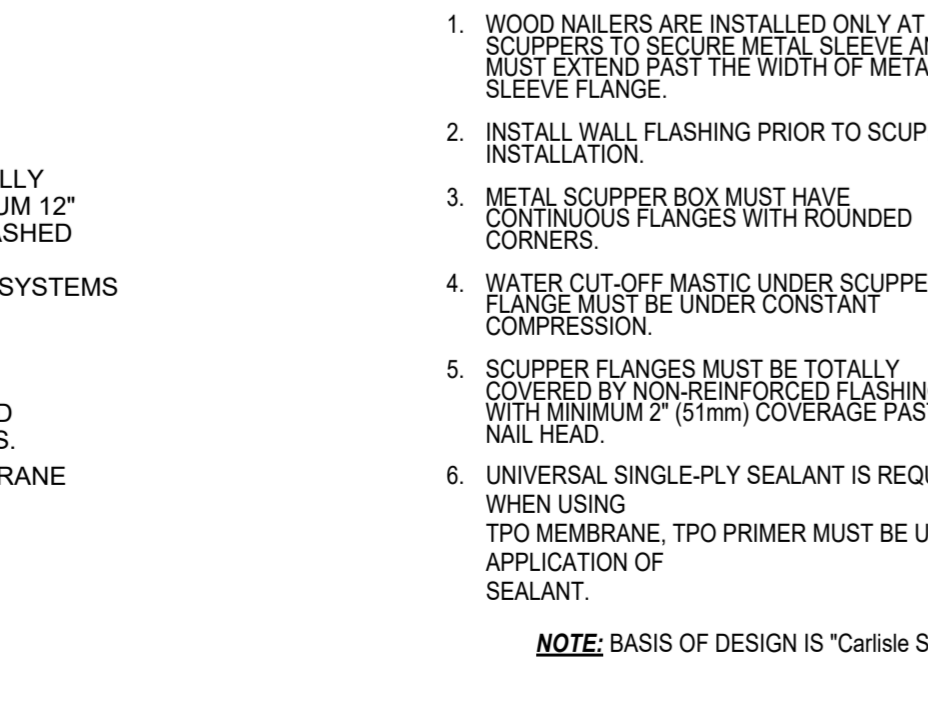 LLY
UM 12"
ASHED
SYSTEMS
D
S.
RANE
1. WOOD NAILERS ARE INSTALLED ONLY AT
SCUPPERS TO SECURE METAL SLEEVE AN
MUST EXTEND PAST THE WIDTH OF META
SLEEVE FLANGE.
2. INSTALL WALL FLASHING PRIOR TO SCUP
INSTALLATION.
3. METAL SCUPPER BOX MUST HAVE
CONTINUOUS FLANGES WITH ROUNDED
CORNERS.
4. WATER CUT-OFF MASTIC UNDER SCUPPE
FLANGE MUST BE UNDER CONSTANT
COMPRESSION.
5. SCUPPER FLANGES MUST BE TOTALLY
COVERED BY NON-REINFORCED FLASHING
WITH MINIMUM 2" (51mm) COVERAGE PAST
NAIL HEAD.
6. UNIVERSAL SINGLE-PLY SEALANT IS REQU
WHEN USING
TPO MEMBRANE, TPO PRIMER MUST BE U
APPLICATION OF
SEALANT.
NOTE: BASIS OF DESIGN IS "Carlisle S